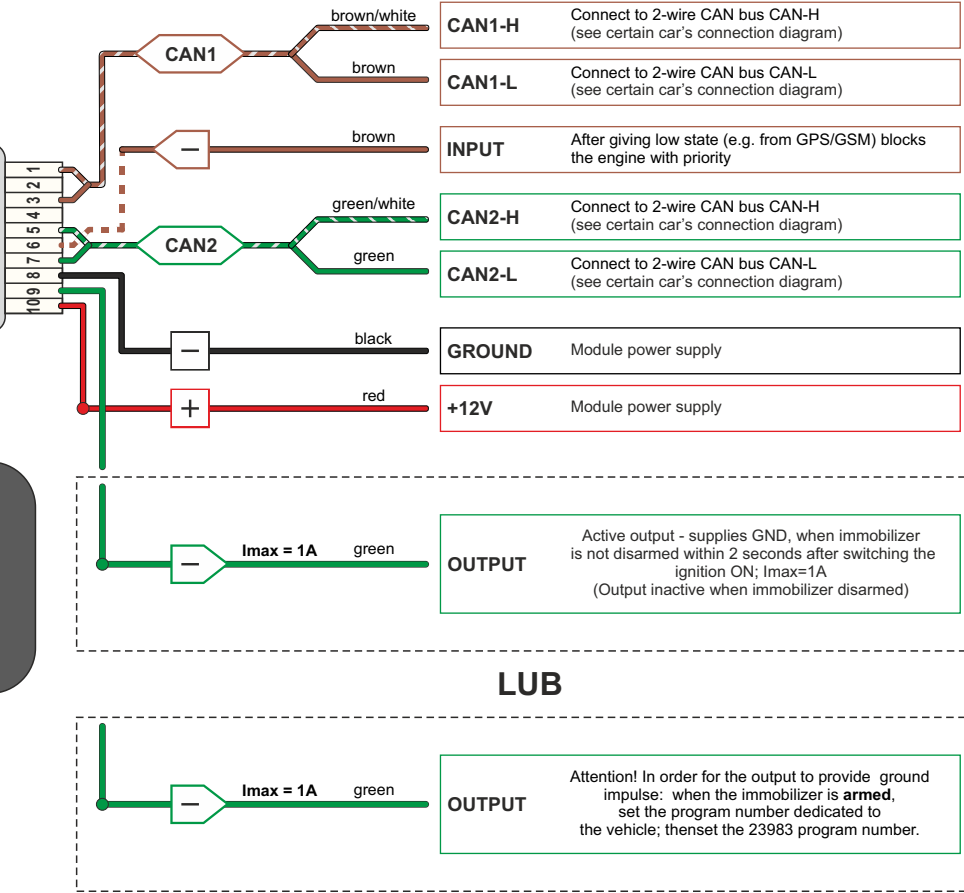 brown/white
CAN1-H
Connect to 2-wire CAN bus CAN-H
(see certain car's connection diagram)
CAN1
brown
CAN1-L
Connect to 2-wire CAN bus CAN-L
(see certain car's connection diagram)
brown
−
INPUT
After giving low state (e.g. from GPS/GSM) blocks
the engine with priority
1
2
3
4
5
6
7
8
9
10
green/white
CAN2-H
Connect to 2-wire CAN bus CAN-H
(see certain car's connection diagram)
CAN2
green
CAN2-L
Connect to 2-wire CAN bus CAN-L
(see certain car's connection diagram)
black
−
GROUND
Module power supply
red
+
+12V
Module power supply
−
Imax = 1A
green
OUTPUT
Active output - supplies GND, when immobilizer
is not disarmed within 2 seconds after switching the
ignition ON; Imax=1A
(Output inactive when immobilizer disarmed)
LUB
−
Imax = 1A
green
OUTPUT
Attention! In order for the output to provide ground
impulse: when the immobilizer is armed,
set the program number dedicated to
the vehicle; thenset the 23983 program number.